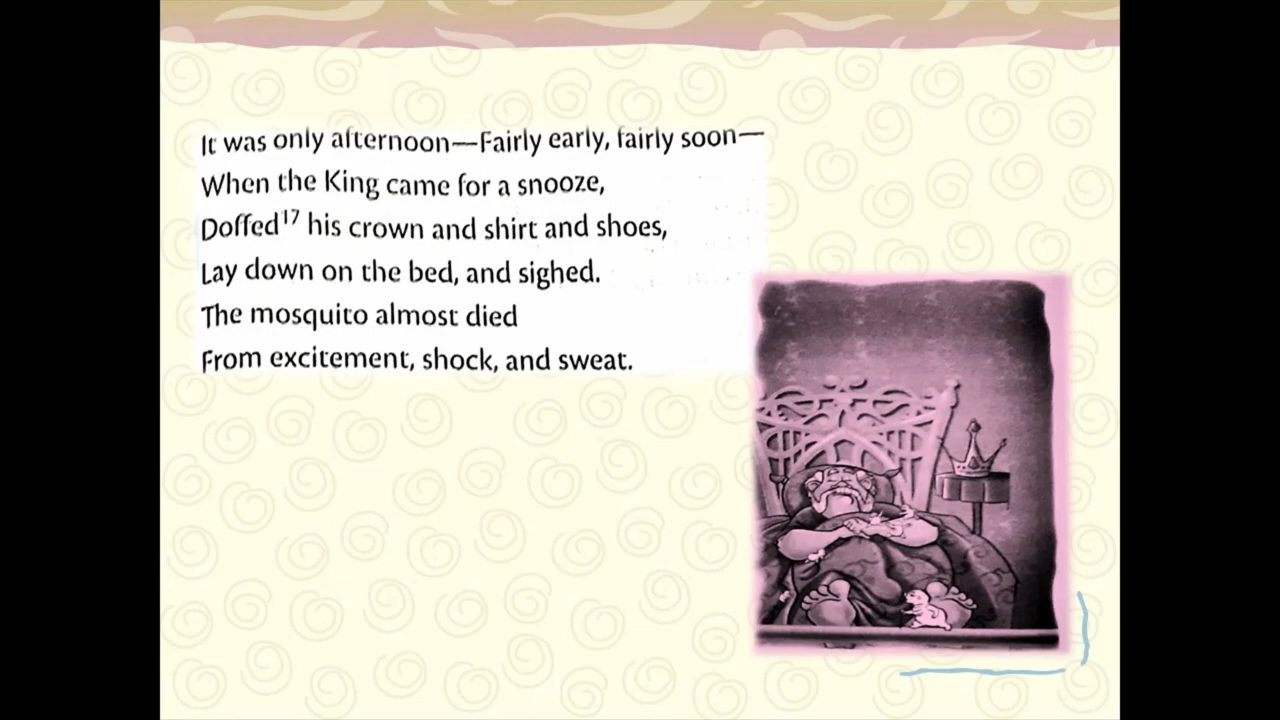 It was only afternoon—Fairly early, fairly soon—
When the King came for a snooze,
Doffed17 his crown and shirt and shoes,
Lay down on the bed, and sighed.
The mosquito almost died
From excitement, shock, and sweat.